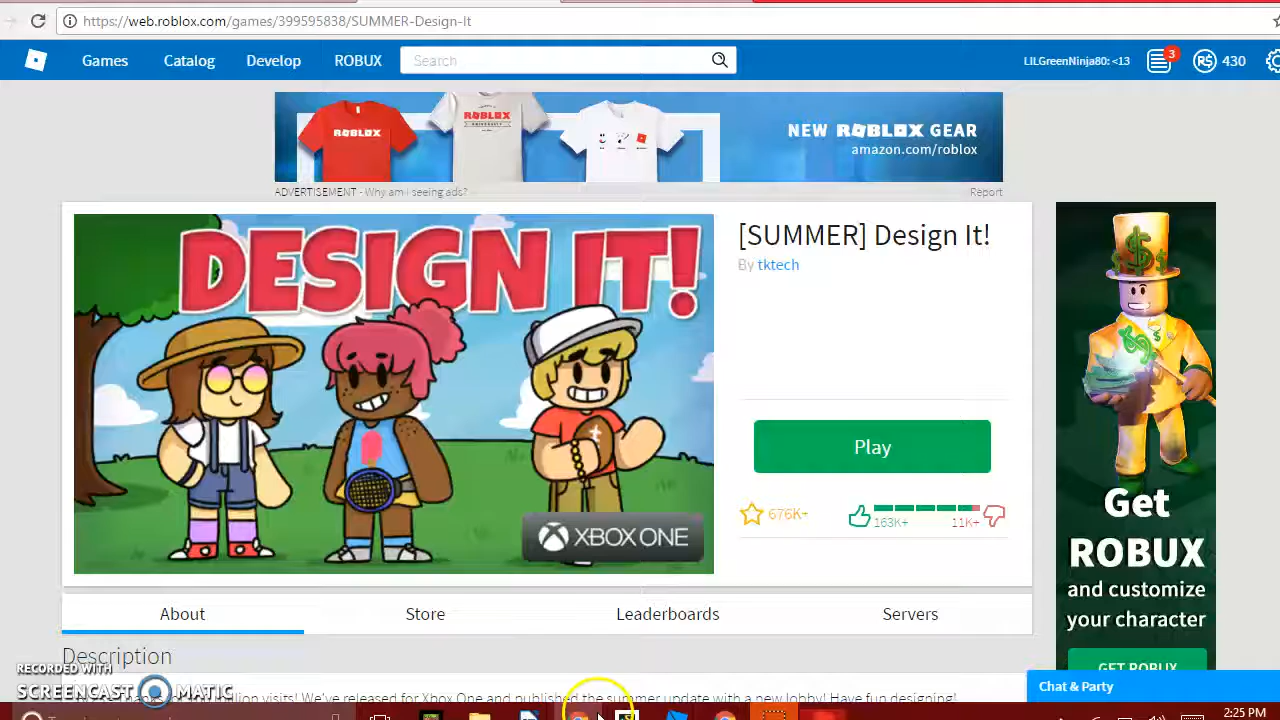 https://web.roblox.com/games/399595838/SUMMER-Design-It
Games Catalog Develop ROBUX Search LILGreenNinja80: <13 3 R$ 430
ROBLOX ROBLOX
NEW ROBLOX GEAR
amazon.com/roblox
ADVERTISEMENT - Why am I seeing ads? Report
DESIGN IT!
XBOX ONE
[SUMMER] Design It!
By tktech
Play
676K+ 163K+ 11K+
Get
ROBUX
and customize
your character
GET ROBUX
About Store Leaderboards Servers
Description
RECORDED WITH
SCREENCAST MATIC
million visits! We've released for Xbox One and published the summer update with a new lobby! Have fun designing!
Chat & Party
2:25 PM